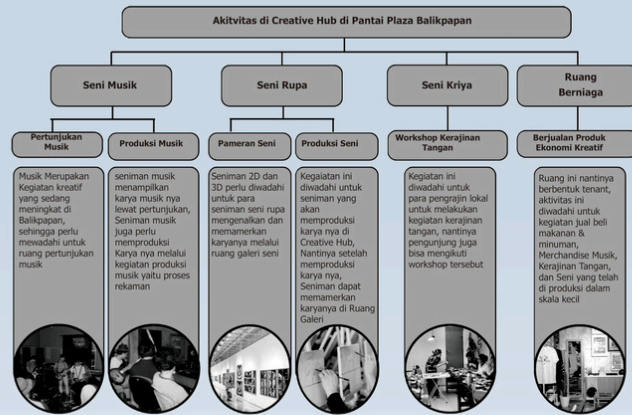 Akitvitas di Creative Hub di Pantai Plaza Balikpapan
Seni Musik
Seni Rupa
Seni Kriya
Ruang
Berniaga
Pertunjukan
Musik
Produksi Musik
Pameran Seni
Produksi Seni
Workshop Kerajinan
Tangan
Berjualan Produk
Ekonomi Kreatif
Musik Merupakan
Kegiatan kreatif
yang sedang
meningkat di
Balikpapan,
sehingga perlu
mewadahi untuk
ruang pertunjukan
musik
seniman musik
menampilkan
karya musik nya
lewat pertunjukan,
Seniman musik
juga perlu
memproduksi
Karya nya melalui
kegiatan produksi
musik yaitu proses
rekaman
Seniman 2D dan
3D perlu diwadahi
untuk para
seniman seni rupa
mengenalkan dan
memamerkan
karyanya melalui
ruang galeri seni
Kegaiatan ini
diwadahi untuk
seniman yang
akan
memproduksi
karya nya di
Creative Hub,
Nantinya setelah
memproduksi
karya nya,
Seniman dapat
memamerkan
karyanya di Ruang
Galeri
Kegiatan ini
diwadahi untuk
para pengrajin lokal
untuk melakukan
kegiatan kerajinan
tangan, nantinya
pengunjung juga
bisa mengikuti
workshop tersebut
Ruang ini nantinya
berbentuk tenant,
aktivitas ini
diwadahi untuk
kegiatan jual beli
makanan &
minuman,
Merchandise Musik,
Kerajinan Tangan,
dan Seni yang telah
di produksi dalam
skala kecil